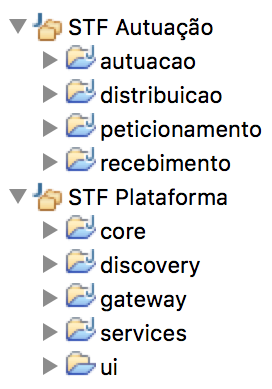 STF Autuação
autuacao
distribuicao
peticionamento
recebimento
STF Plataforma
core
discovery
gateway
services
ui